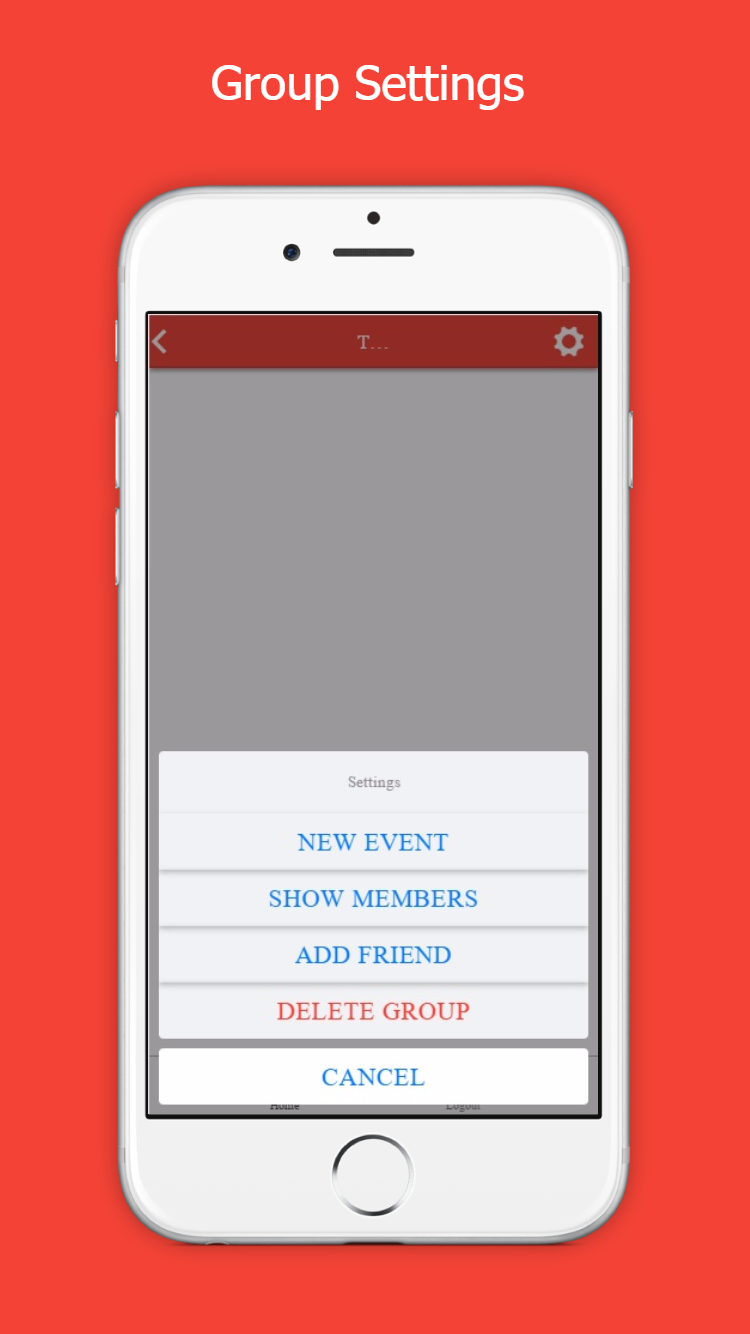 Group Settings
T...
Settings
NEW EVENT
SHOW MEMBERS
ADD FRIEND
DELETE GROUP
CANCEL
Home Logout